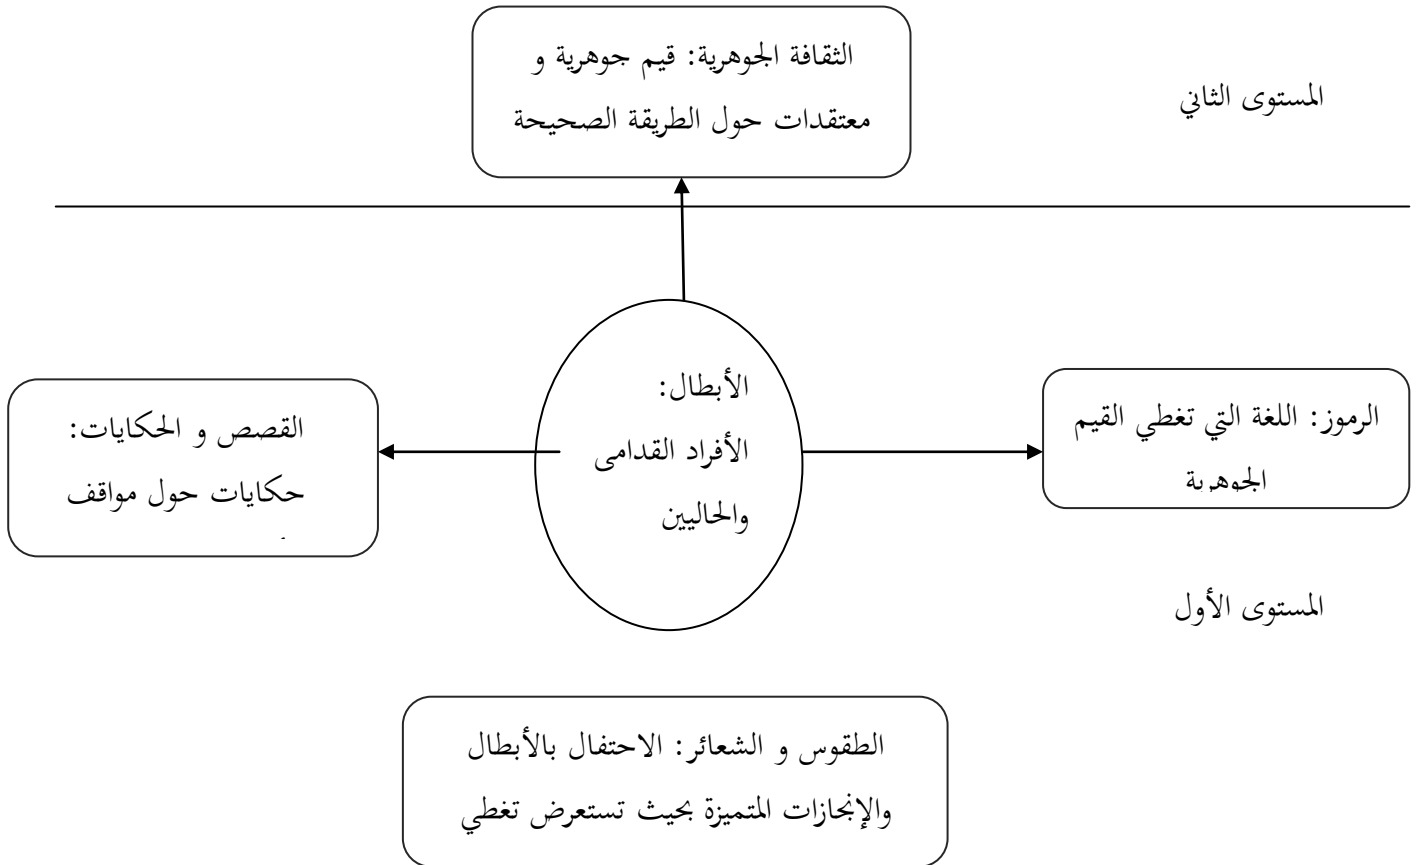 الثقافة الجوهرية: قيم جوهرية و
معتقدات حول الطريقة الصحيحة
المستوى الثاني
الأبطال:
الأفراد القدامى
والحاليين
الرموز: اللغة التي تغطي القيم
الجوهرية
القصص و الحكايات:
حكايات حول مواقف
المستوى الأول
الطقوس و الشعائر: الاحتفال بالأبطال
والإنجازات المتميزة بحيث تستعرض تغطي